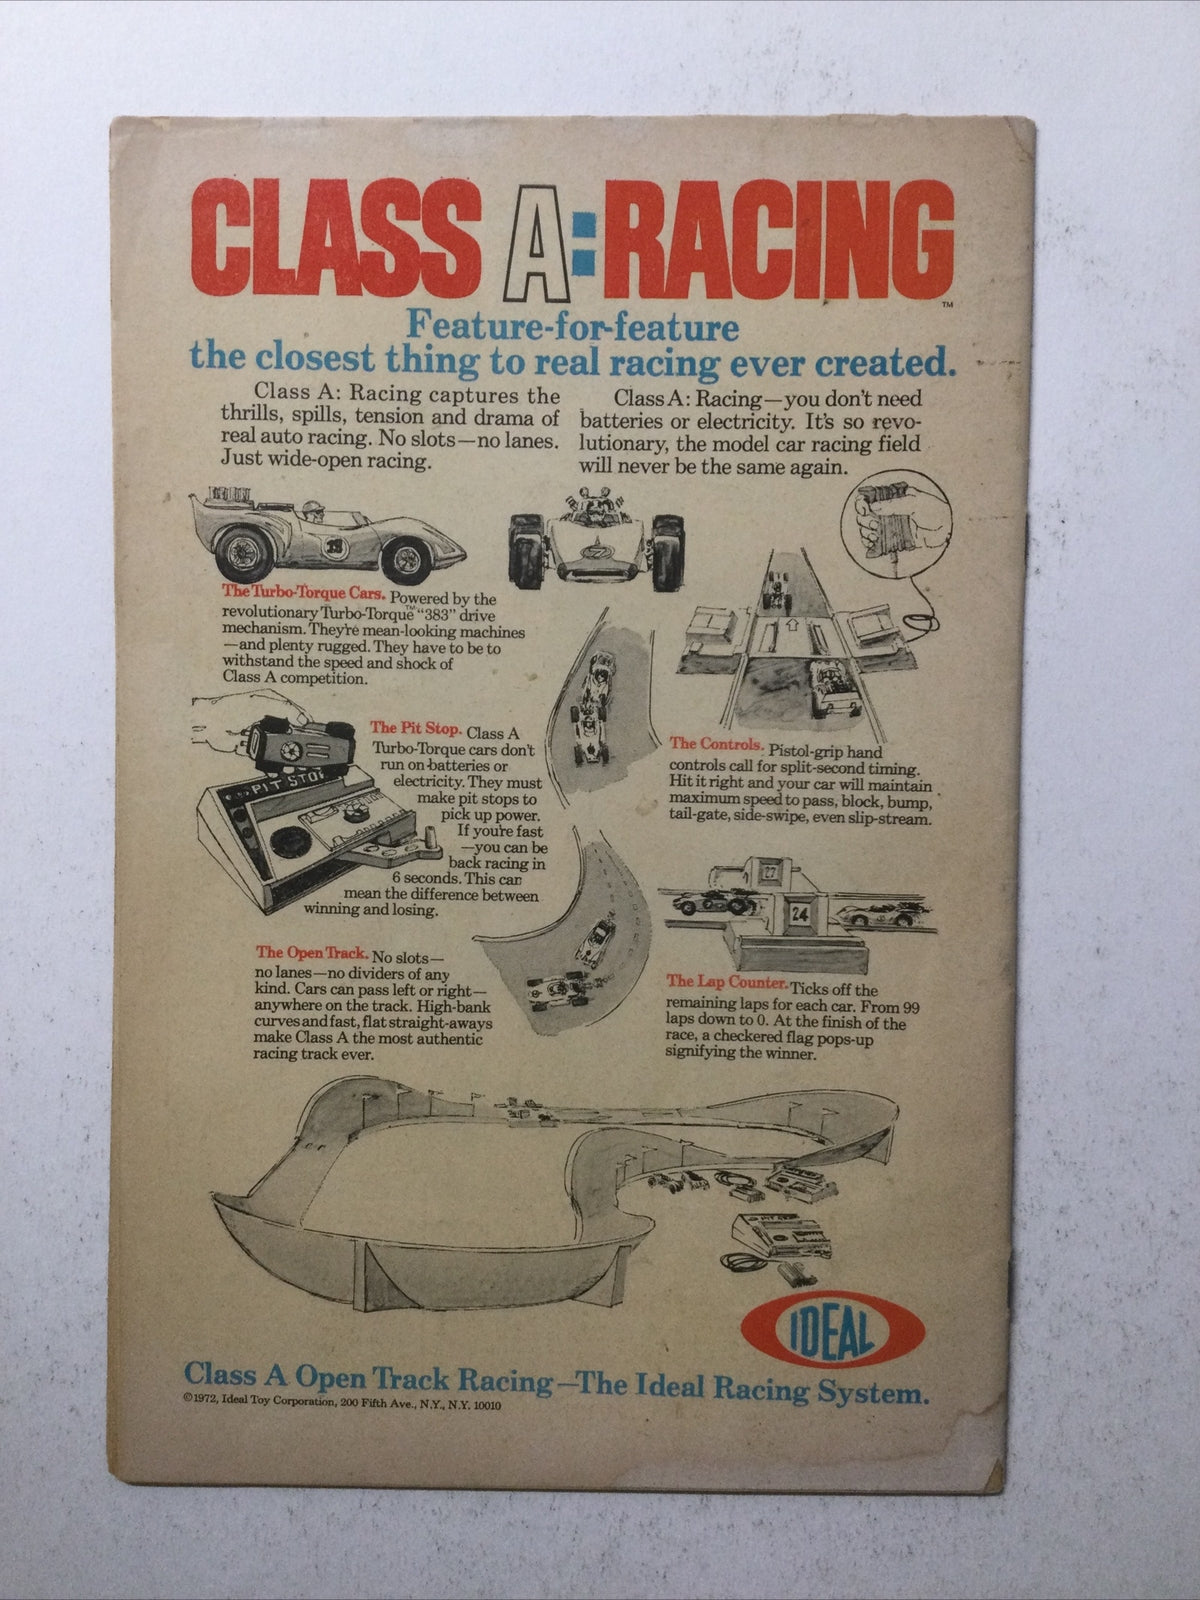 CLASS A:RACING
™
Feature-for-feature
the closest thing to real racing ever created.
Class A: Racing captures the
thrills, spills, tension and drama of
real auto racing. No slots—no lanes.
Just wide-open racing.
Class A: Racing—you don't need
batteries or electricity. It's so revo-
lutionary, the model car racing field
will never be the same again.
The Turbo-Torque Cars. Powered by the
revolutionary Turbo-Torque™ "383" drive
mechanism. They're mean-looking machines
—and plenty rugged. They have to be to
withstand the speed and shock of
Class A competition.
PIT STOP
The Pit Stop. Class A
Turbo-Torque cars don't
run on batteries or
electricity. They must
make pit stops to
pick up power.
If you're fast
—you can be
back racing in
6 seconds. This can
mean the difference between
winning and losing.
The Controls. Pistol-grip hand
controls call for split-second timing.
Hit it right and your car will maintain
maximum speed to pass, block, bump,
tail-gate, side-swipe, even slip-stream.
The Open Track. No slots—
no lanes—no dividers of any
kind. Cars can pass left or right—
anywhere on the track. High-bank
curves and fast, flat straight-aways
make Class A the most authentic
racing track ever.
27
24
The Lap Counter. Ticks off the
remaining laps for each car. From 99
laps down to 0. At the finish of the
race, a checkered flag pops-up
signifying the winner.
IDEAL
Class A Open Track Racing—The Ideal Racing System.
©1972, Ideal Toy Corporation, 200 Fifth Ave., N.Y., N.Y. 10010